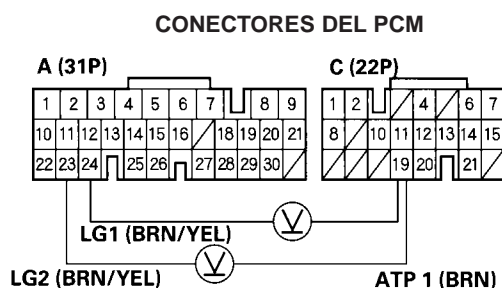 CONECTORES DEL PCM
A (31P) C (22P)
1 2 3 4 5 6 7 8 9 1 2 4 6 7
10 11 12 13 14 15 16 18 19 20 21 8 10 11 12 13 14 15
22 23 24 25 26 27 28 29 30 19 20 21
V
LG1 (BRN/YEL)
V
LG2 (BRN/YEL) ATP 1 (BRN)